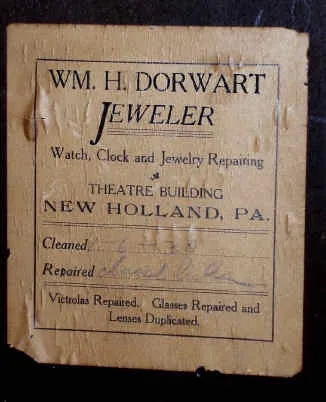 WM. H. DORWART
JEWELER
Watch, Clock and Jewelry Repairing
THEATRE BUILDING
NEW HOLLAND, PA.
Cleaned
Repaired
Victrolas Repaired. Glasses Repaired and
Lenses Duplicated.